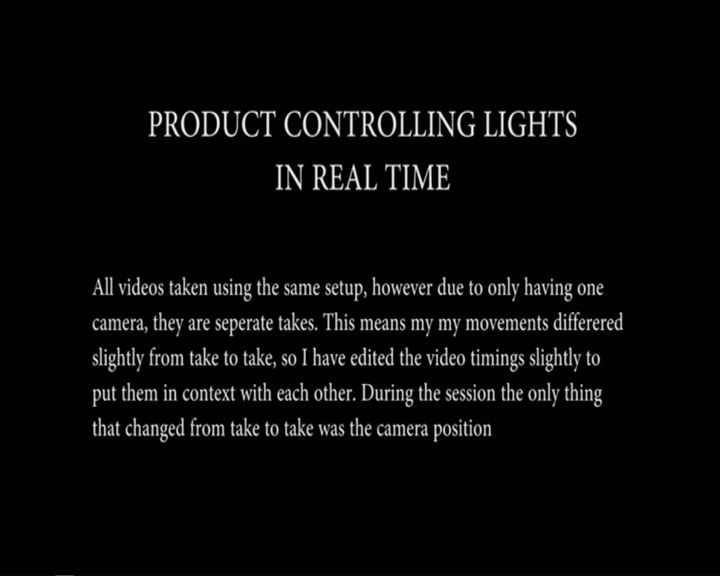 PRODUCT CONTROLLING LIGHTS
IN REAL TIME
All videos taken using the same setup, however due to only having one
camera, they are seperate takes. This means my my movements differered
slightly from take to take, so I have edited the video timings slightly to
put them in context with each other. During the session the only thing
that changed from take to take was the camera position